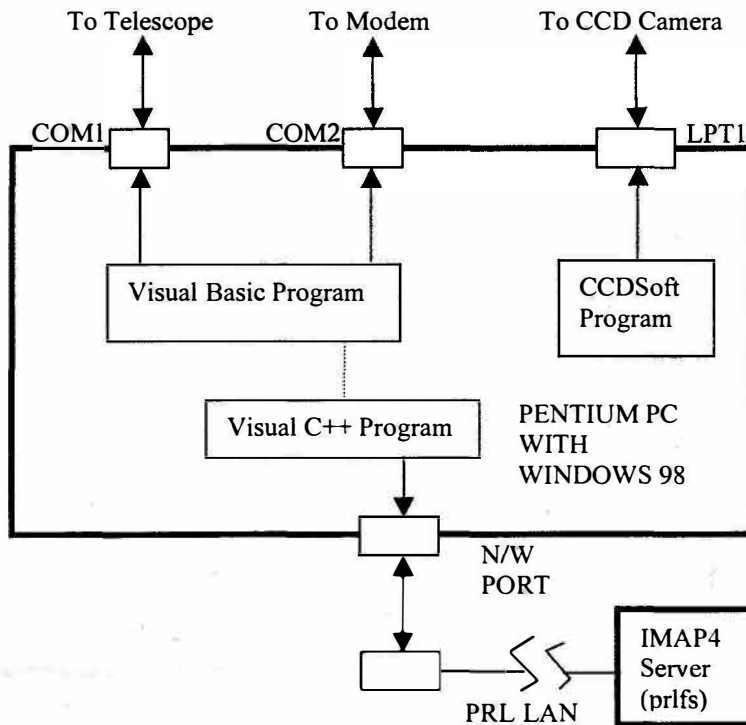 To Telescope
To Modem
To CCD Camera
COM1
COM2
LPT1
Visual Basic Program
CCDSoft
Program
Visual C++ Program
PENTIUM PC
WITH
WINDOWS 98
N/W
PORT
IMAP4
Server
(prlfs)
PRL LAN